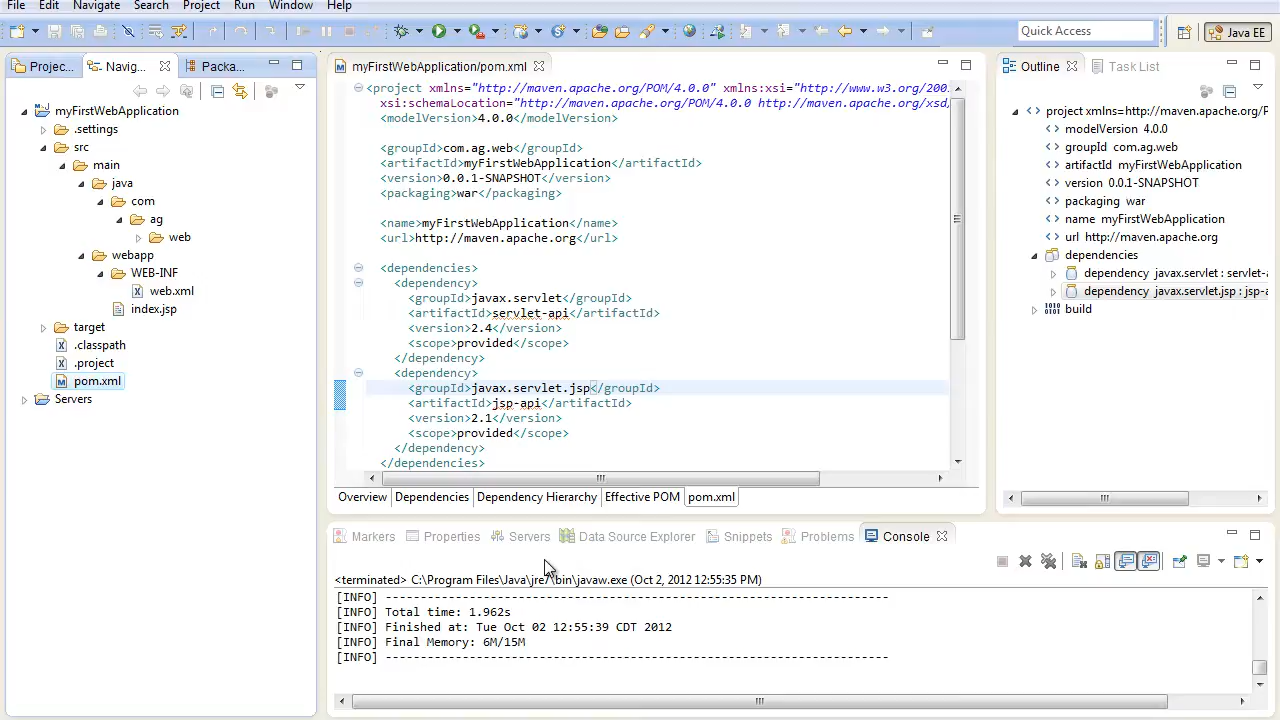 File Edit Navigate Search Project Run Window Help
Quick Access
Java EE
Projec...
Navig...
Packa...
myFirstWebApplication
.settings
src
main
java
com
ag
web
webapp
WEB-INF
web.xml
index.jsp
target
.classpath
.project
pom.xml
Servers
myFirstWebApplication/pom.xml
<project xmlns="http://maven.apache.org/POM/4.0.0" xmlns:xsi="http://www.w3.org/200
xsi:schemaLocation="http://maven.apache.org/POM/4.0.0 http://maven.apache.org/xsd
<modelVersion>4.0.0</modelVersion>
<groupId>com.ag.web</groupId>
<artifactId>myFirstWebApplication</artifactId>
<version>0.0.1-SNAPSHOT</version>
<packaging>war</packaging>
<name>myFirstWebApplication</name>
<url>http://maven.apache.org</url>
<dependencies>
<dependency>
<groupId>javax.servlet</groupId>
<artifactId>servlet-api</artifactId>
<version>2.4</version>
<scope>provided</scope>
</dependency>
<dependency>
<groupId>javax.servlet.jsp</groupId>
<artifactId>jsp-api</artifactId>
<version>2.1</version>
<scope>provided</scope>
</dependency>
</dependencies>
Overview Dependencies Dependency Hierarchy Effective POM pom.xml
Outline
Task List
project xmlns=http://maven.apache.org/P
modelVersion 4.0.0
groupId com.ag.web
artifactId myFirstWebApplication
version 0.0.1-SNAPSHOT
packaging war
name myFirstWebApplication
url http://maven.apache.org
dependencies
dependency javax.servlet : servlet-a
dependency javax.servlet.jsp : jsp-a
build
Markers Properties Servers Data Source Explorer Snippets Problems Console
<terminated> C:\Program Files\Java\jre7\bin\javaw.exe (Oct 2, 2012 12:55:35 PM)
[INFO] ------------------------------------------------------------------------
[INFO] Total time: 1.962s
[INFO] Finished at: Tue Oct 02 12:55:39 CDT 2012
[INFO] Final Memory: 6M/15M
[INFO] ------------------------------------------------------------------------